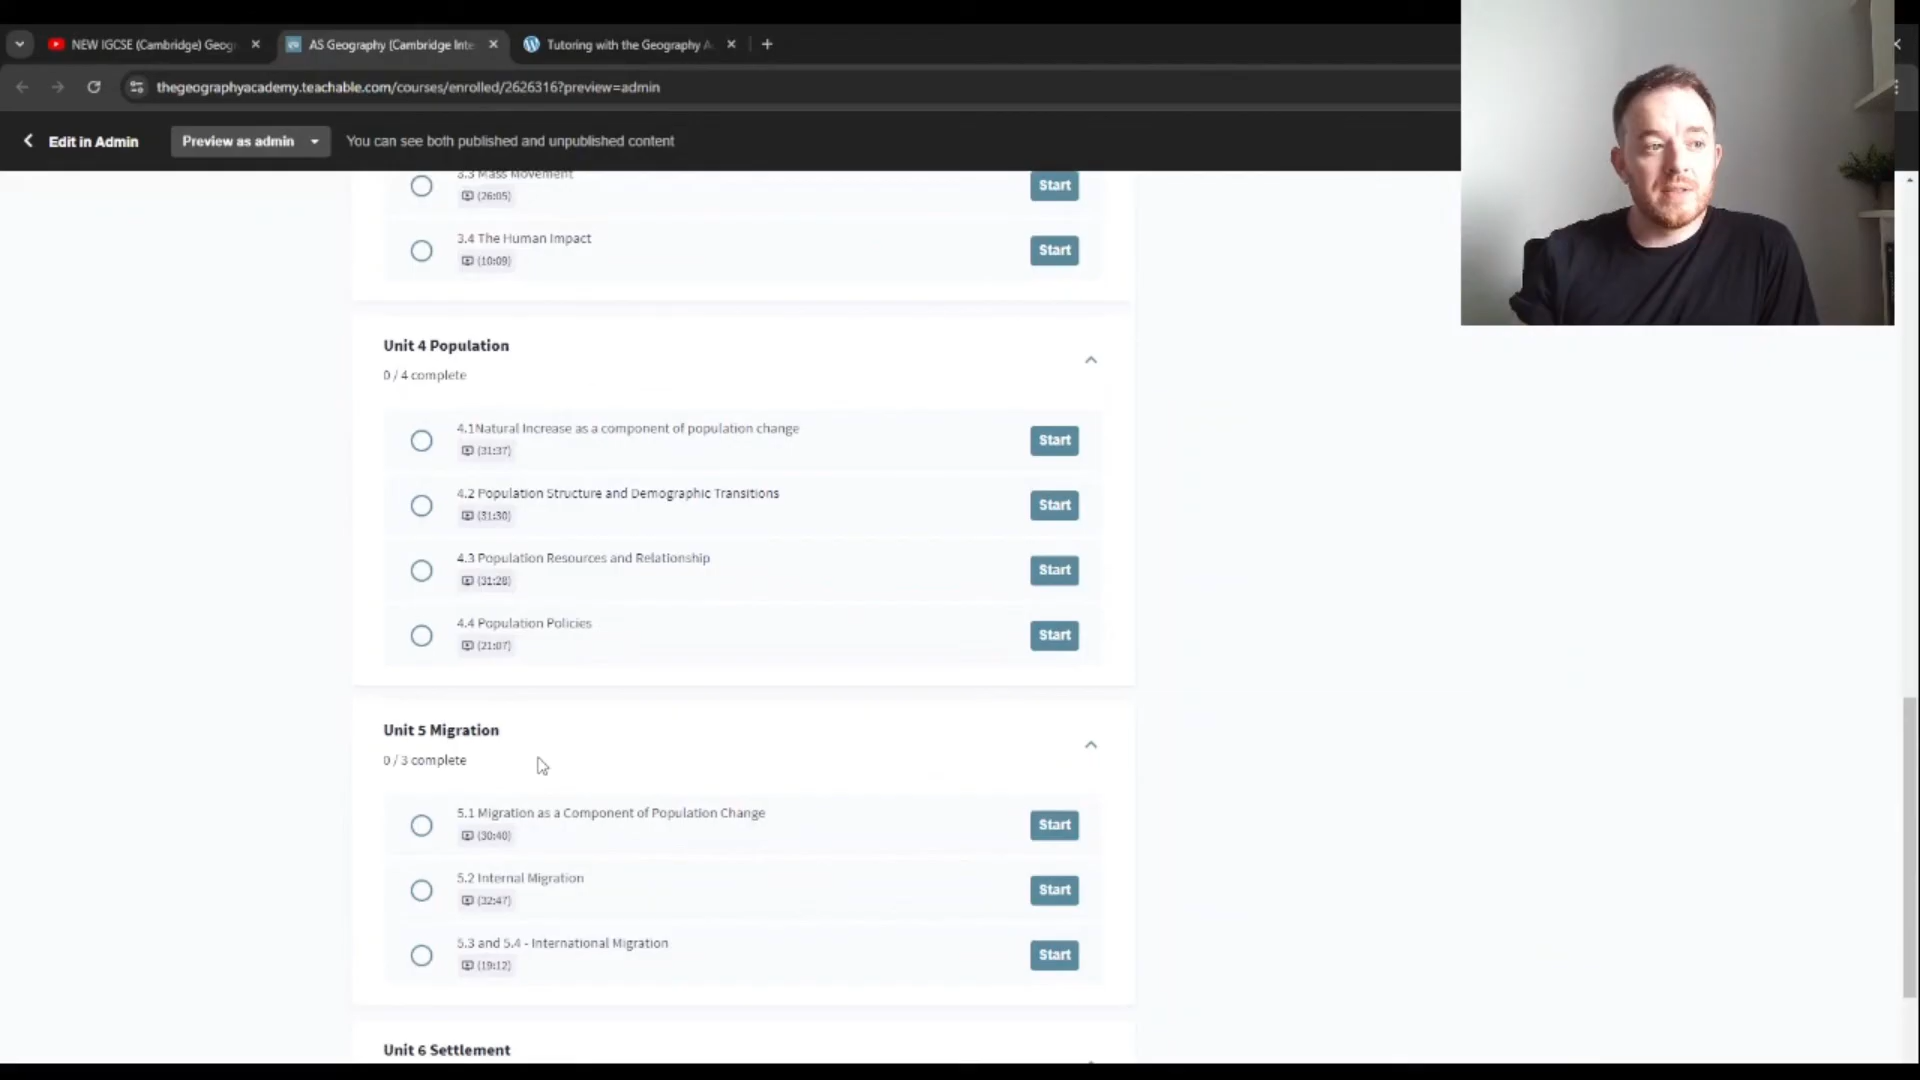 NEW IGCSE (Cambridge) Geog
AS Geography (Cambridge Inte
Tutoring with the Geography A
thegeographyacademy.teachable.com/courses/enrolled/2626316?preview=admin
Edit in Admin
Preview as admin
You can see both published and unpublished content
3.3 Mass Movement
(26:05)
Start
3.4 The Human Impact
(10:09)
Start
Unit 4 Population
0 / 4 complete
4.1Natural Increase as a component of population change
(31:37)
Start
4.2 Population Structure and Demographic Transitions
(31:30)
Start
4.3 Population Resources and Relationship
(31:28)
Start
4.4 Population Policies
(21:07)
Start
Unit 5 Migration
0 / 3 complete
5.1 Migration as a Component of Population Change
(30:40)
Start
5.2 Internal Migration
(32:47)
Start
5.3 and 5.4 - International Migration
(19:12)
Start
Unit 6 Settlement